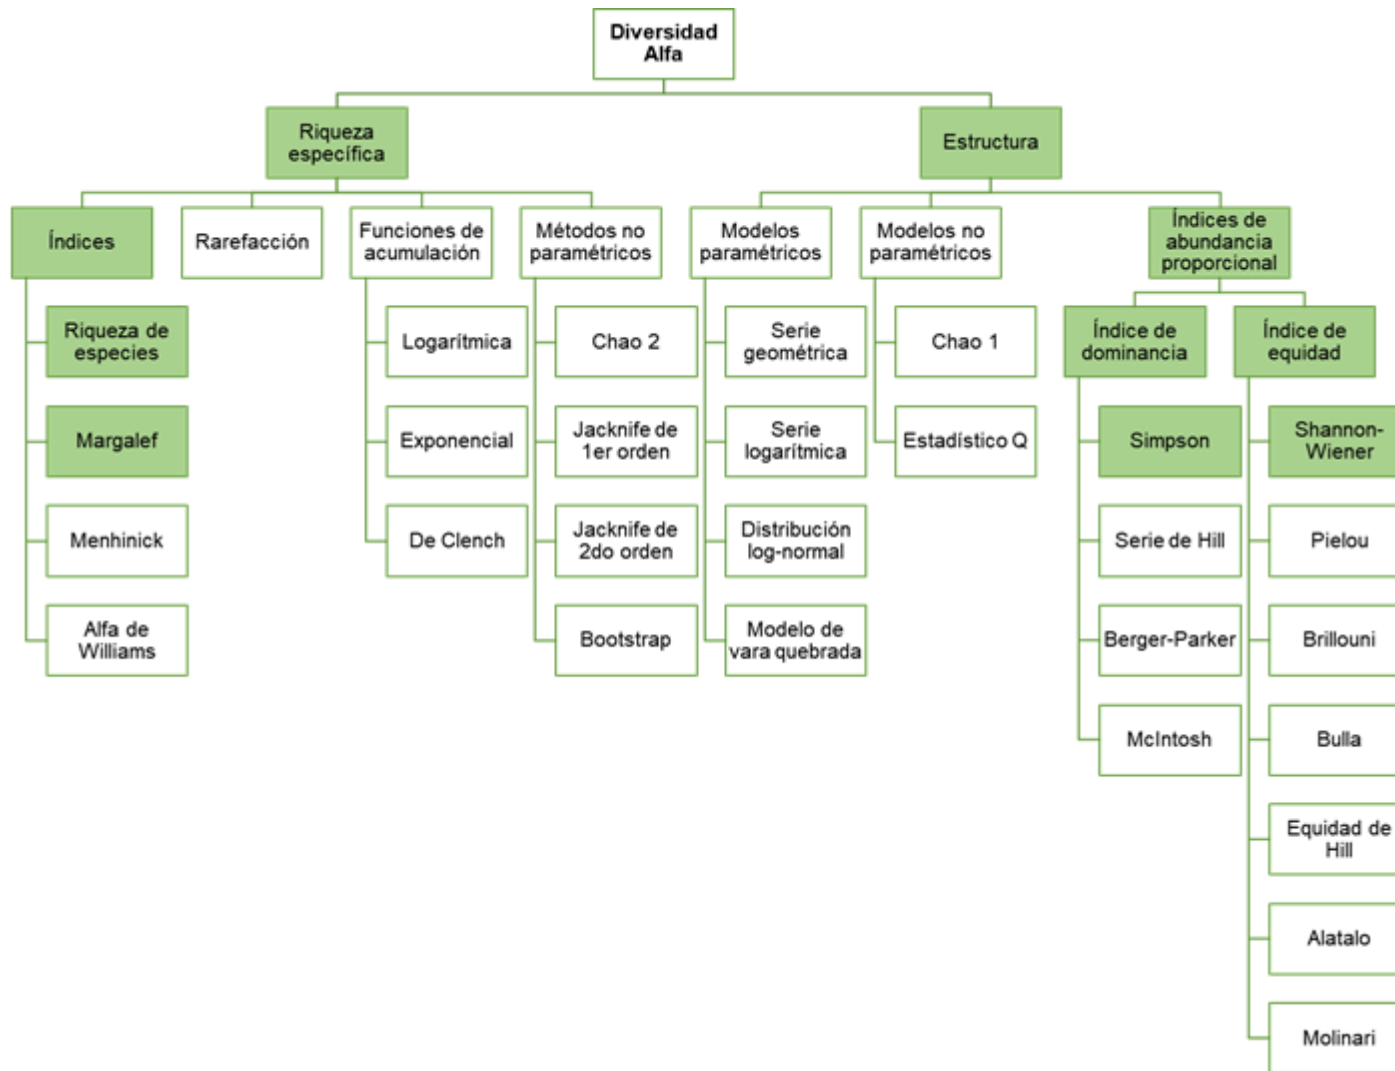 Diversidad
Alfa
Riqueza
específica
Estructura
Índices
Rarefacción
Funciones de
acumulación
Métodos no
paramétricos
Modelos
paramétricos
Modelos no
paramétricos
Índices de
abundancia
proporcional
Riqueza de
especies
Logarítmica
Chao 2
Serie
geométrica
Chao 1
Índice de
dominancia
Índice de
equidad
Margalef
Exponencial
Jacknife de
1er orden
Serie
logarítmica
Estadístico Q
Simpson
Shannon-
Wiener
Menhinick
De Clench
Jacknife de
2do orden
Distribución
log-normal
Serie de Hill
Pielou
Alfa de
Williams
Bootstrap
Modelo de
vara quebrada
Berger-Parker
Brillouni
McIntosh
Bulla
Equidad de
Hill
Alatalo
Molinari